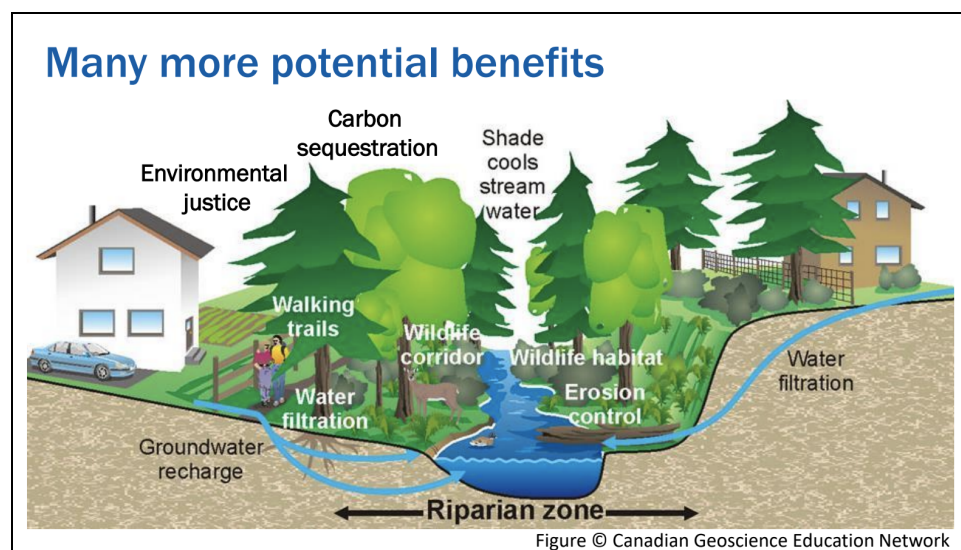 Many more potential benefits
Carbon
sequestration
Shade
cools
stream
water
Environmental
justice
Walking
trails
Wildlife
corridor
Wildlife habitat
Water
filtration
Erosion
control
Water
filtration
Groundwater
recharge
Riparian zone
Figure © Canadian Geoscience Education Network